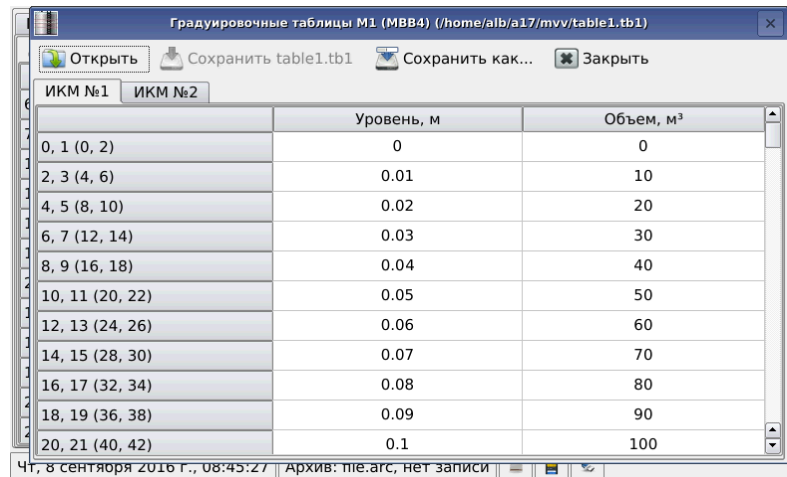 Градуировочные таблицы M1 (MBB4) (/home/alb/a17/mvv/table1.tb1)
Открыть Сохранить table1.tb1 Сохранить как... Закрыть
ИКМ №1 ИКМ №2
Уровень, м Объем, м³
0, 1 (0, 2) 0 0
2, 3 (4, 6) 0.01 10
4, 5 (8, 10) 0.02 20
6, 7 (12, 14) 0.03 30
8, 9 (16, 18) 0.04 40
10, 11 (20, 22) 0.05 50
12, 13 (24, 26) 0.06 60
14, 15 (28, 30) 0.07 70
16, 17 (32, 34) 0.08 80
18, 19 (36, 38) 0.09 90
20, 21 (40, 42) 0.1 100
Чт, 8 сентября 2016 г., 08:45:27 Архив: file.arc, нет записи